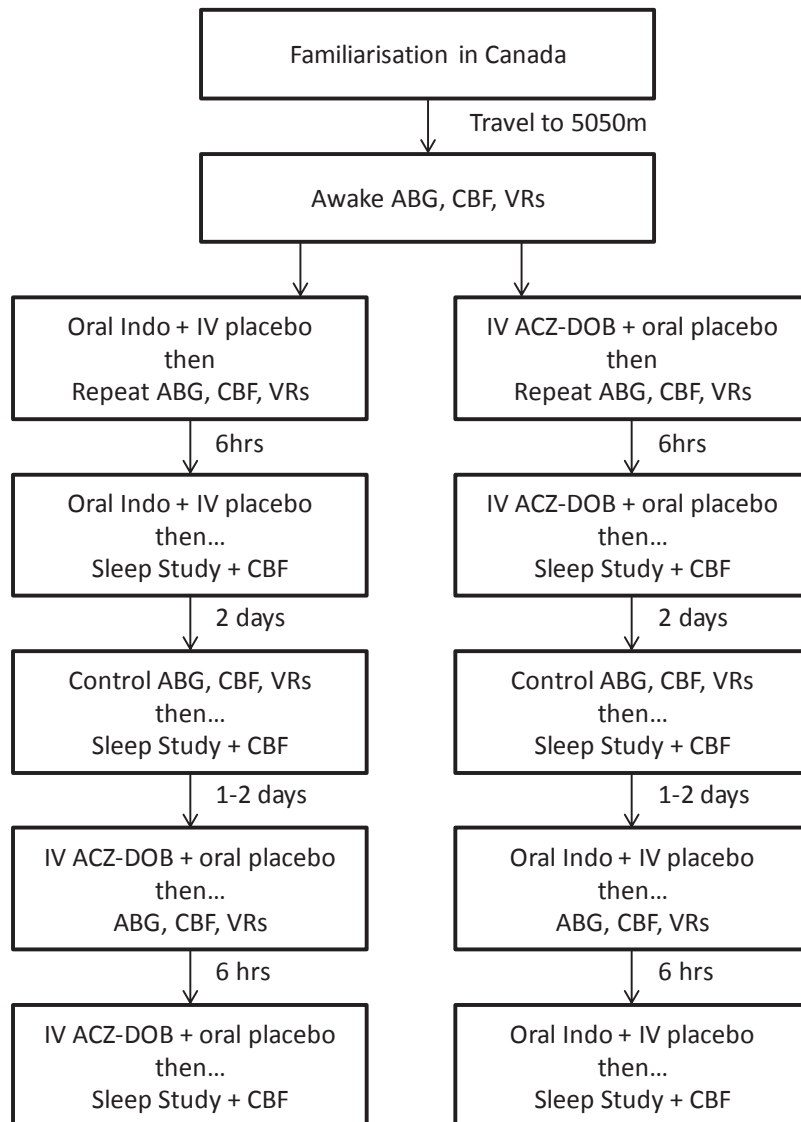 Familiarisation in Canada
Travel to 5050m
Awake ABG, CBF, VRs
Oral Indo + IV placebo
then
Repeat ABG, CBF, VRs
6hrs
Oral Indo + IV placebo
then...
Sleep Study + CBF
2 days
Control ABG, CBF, VRs
then...
Sleep Study + CBF
1-2 days
IV ACZ-DOB + oral placebo
then...
ABG, CBF, VRs
6 hrs
IV ACZ-DOB + oral placebo
then...
Sleep Study + CBF
IV ACZ-DOB + oral placebo
then
Repeat ABG, CBF, VRs
6hrs
IV ACZ-DOB + oral placebo
then...
Sleep Study + CBF
2 days
Control ABG, CBF, VRs
then...
Sleep Study + CBF
1-2 days
Oral Indo + IV placebo
then...
ABG, CBF, VRs
6 hrs
Oral Indo + IV placebo
then...
Sleep Study + CBF